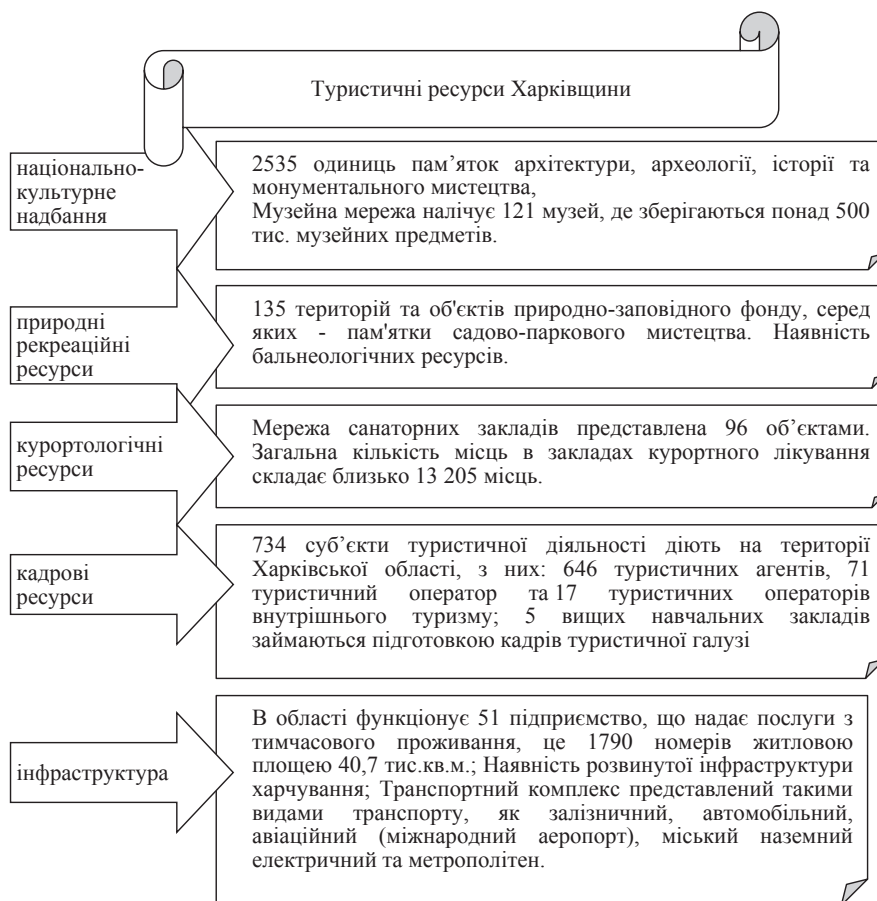 Туристичні ресурси Харківщини
національно-
культурне
надбання
2535 одиниць пам’яток архітектури, археології, історії та
монументального мистецтва,
Музейна мережа налічує 121 музей, де зберігаються понад 500
тис. музейних предметів.
природні
рекреаційні
ресурси
135 територій та об'єктів природно-заповідного фонду, серед
яких - пам'ятки садово-паркового мистецтва. Наявність
бальнеологічних ресурсів.
курортологічні
ресурси
Мережа санаторних закладів представлена 96 об’єктами.
Загальна кількість місць в закладах курортного лікування
складає близько 13 205 місць.
кадрові
ресурси
734 суб’єкти туристичної діяльності діють на території
Харківської області, з них: 646 туристичних агентів, 71
туристичний оператор та 17 туристичних операторів
внутрішнього туризму; 5 вищих навчальних закладів
займаються підготовкою кадрів туристичної галузі
інфраструктура
В області функціонує 51 підприємство, що надає послуги з
тимчасового проживання, це 1790 номерів житловою
площею 40,7 тис.кв.м.; Наявність розвинутої інфраструктури
харчування; Транспортний комплекс представлений такими
видами транспорту, як залізничний, автомобільний,
авіаційний (міжнародний аеропорт), міський наземний
електричний та метрополітен.